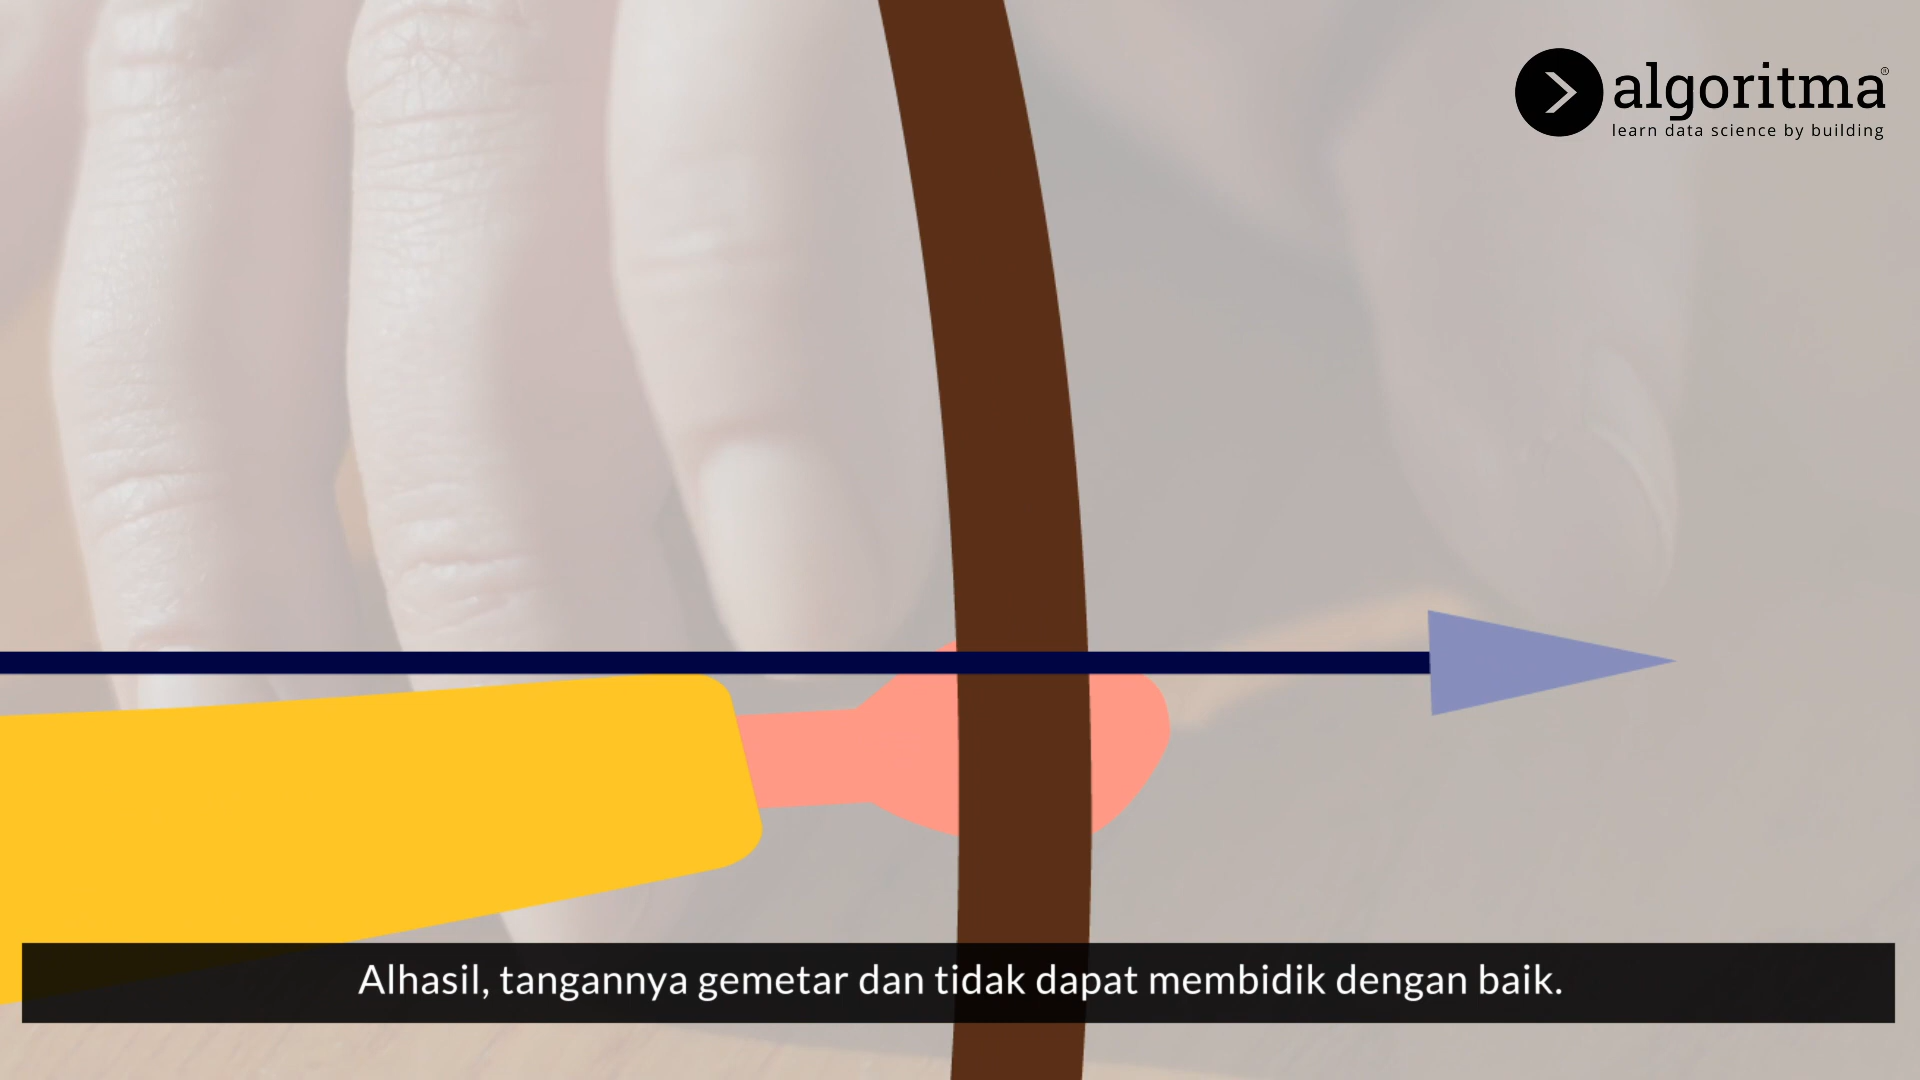 algoritma®
learn data science by building
Alhasil, tangannya gemetar dan tidak dapat membidik dengan baik.